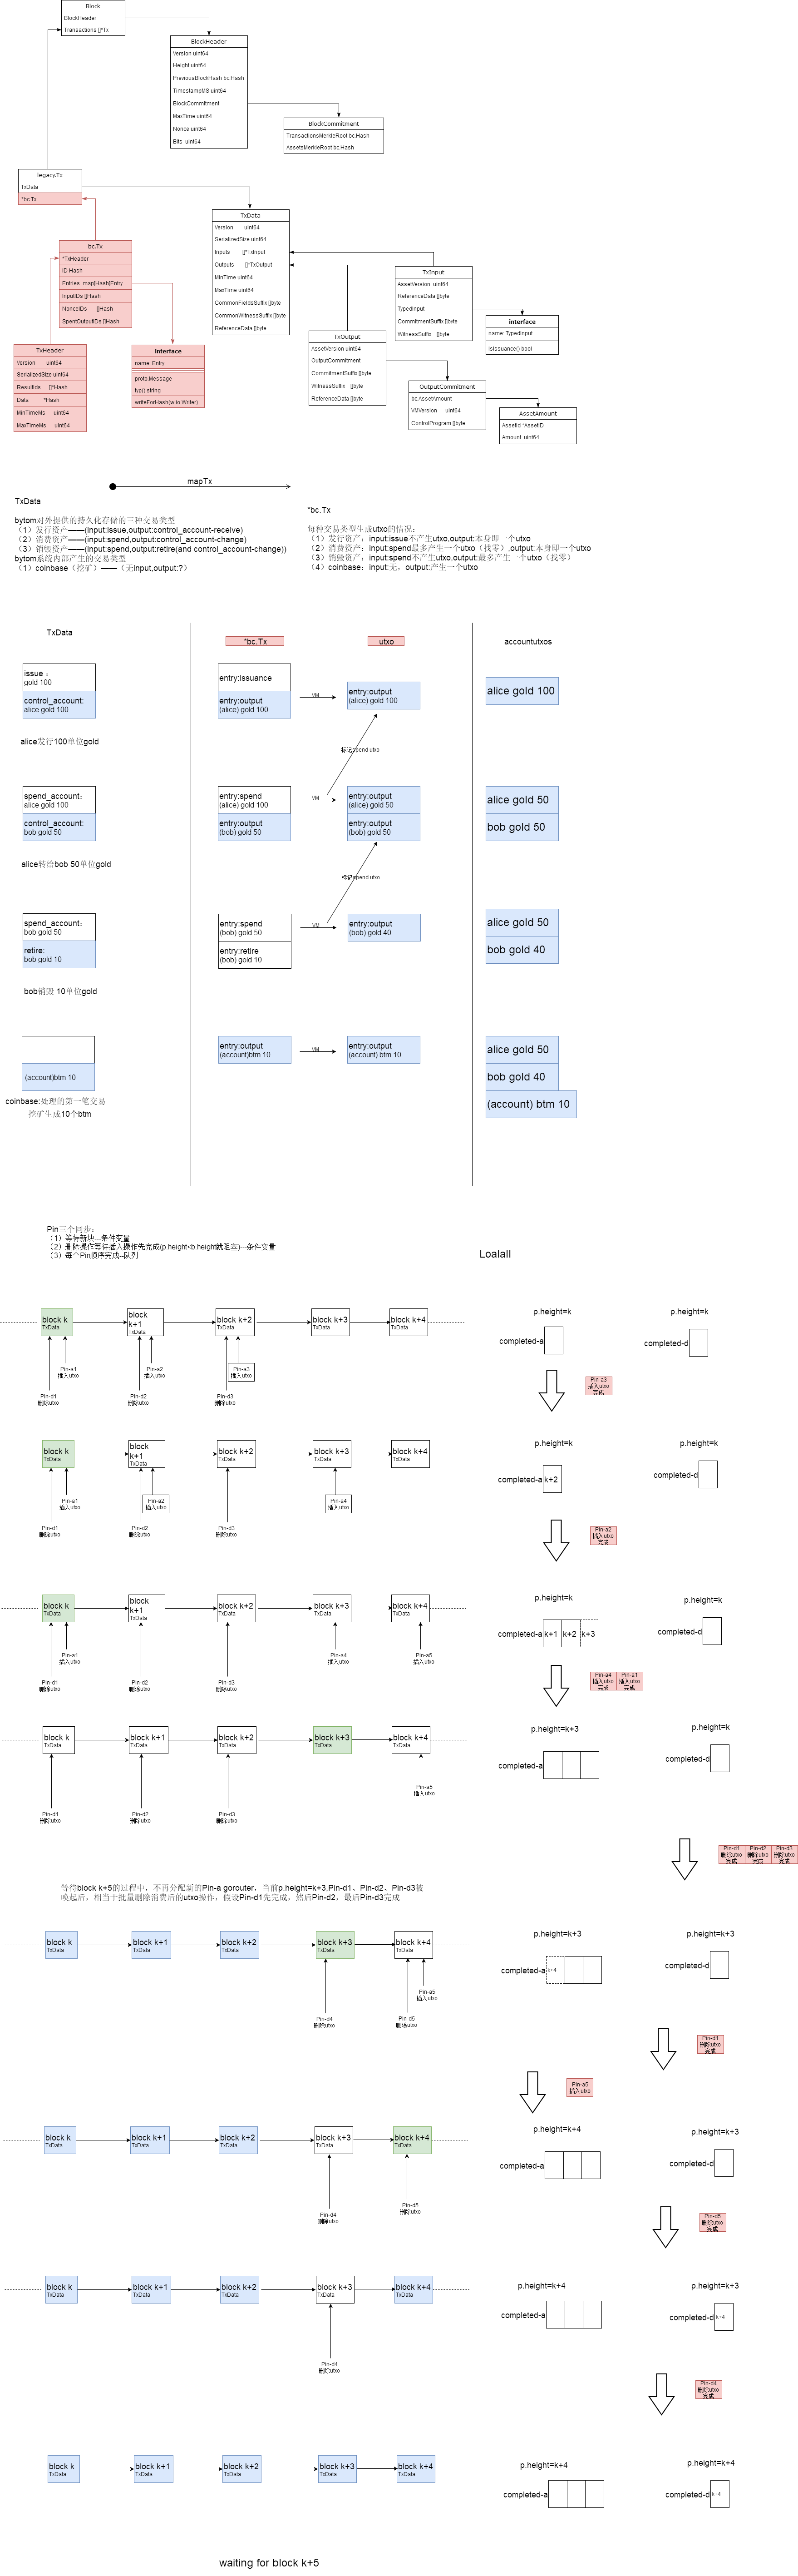 Block
BlockHeader
Transactions []*Tx
BlockHeader
Version uint64
Height uint64
PreviousBlockHash bc.Hash
TimestampMS uint64
BlockCommitment
MaxTime uint64
Nonce uint64
Bits uint64
BlockCommitment
TransactionsMerkleRoot bc.Hash
AssetsMerkleRoot bc.Hash
legacy.Tx
TxData
*bc.Tx
bc.Tx
*TxHeader
ID Hash
Entries map[Hash]Entry
InputIDs []Hash
NonceIDs []Hash
SpentOutputIDs []Hash
TxHeader
Version uint64
SerializedSize uint64
ResultIds []*Hash
Data *Hash
MinTimeMs uint64
MaxTimeMs uint64
interface
name: Entry
proto.Message
typ() string
writeForHash(w io.Writer)
TxData
Version uint64
SerializedSize uint64
Inputs []*TxInput
Outputs []*TxOutput
MinTime uint64
MaxTime uint64
CommonFieldsSuffix []byte
CommonWitnessSuffix []byte
ReferenceData []byte
TxInput
AssetVersion uint64
ReferenceData []byte
TypedInput
CommitmentSuffix []byte
WitnessSuffix []byte
interface
name: TypedInput
IsIssuance() bool
TxOutput
AssetVersion uint64
OutputCommitment
CommitmentSuffix []byte
WitnessSuffix []byte
ReferenceData []byte
OutputCommitment
bc.AssetAmount
VMVersion uint64
ControlProgram []byte
AssetAmount
AssetId *AssetID
Amount uint64
mapTx
TxData
bytom对外提供的持久化存储的三种交易类型
（1）发行资产——(input:issue,output:control_account-receive)
（2）消费资产——(input:spend,output:control_account-change)
（3）销毁资产——(input:spend,output:retire(and control_account-change))
bytom系统内部产生的交易类型
（1）coinbase（挖矿）——（无input,output:?）
*bc.Tx
每种交易类型生成utxo的情况：
（1）发行资产：input:issue不产生utxo,output:本身即一个utxo
（2）消费资产：input:spend最多产生一个utxo（找零）,output:本身即一个utxo
（3）销毁资产：input:spend不产生utxo,output:最多产生一个utxo（找零）
（4）coinbase：input:无，output:产生一个utxo
TxData
*bc.Tx
utxo
accountutxos
issue：
gold 100
control_account:
alice gold 100
entry:issuance
entry:output
(alice) gold 100
VM
entry:output
(alice) gold 100
alice gold 100
alice发行100单位gold
标记spend utxo
spend_account：
alice gold 100
control_account:
bob gold 50
entry:spend
(alice) gold 100
entry:output
(bob) gold 50
VM
entry:output
(alice) gold 50
entry:output
(bob) gold 50
alice gold 50
bob gold 50
alice转给bob 50单位gold
标记spend utxo
spend_account：
bob gold 50
retire:
bob gold 10
entry:spend
(bob) gold 50
entry:retire
(bob) gold 10
VM
entry:output
(bob) gold 40
alice gold 50
bob gold 40
bob销毁 10单位gold
(account)btm 10
entry:output
(account)btm 10
VM
entry:output
(account) btm 10
alice gold 50
bob gold 40
(account) btm 10
coinbase:处理的第一笔交易
挖矿生成10个btm
Pin三个同步：
（1）等待新块---条件变量
（2）删除操作等待插入操作先完成(p.height<b.height就阻塞)---条件变量
（3）每个Pin顺序完成--队列
Loalall
block k
TxData
block
k+1
TxData
block k+2
TxData
block k+3
TxData
block k+4
TxData
Pin-a1
插入utxo
Pin-a2
插入utxo
Pin-a3
插入utxo
Pin-d1
删除utxo
Pin-d2
删除utxo
Pin-d3
删除utxo
p.height=k
completed-a
p.height=k
completed-d
Pin-a3
插入utxo
完成
block k
TxData
block
k+1
TxData
block k+2
TxData
block k+3
TxData
block k+4
TxData
Pin-a1
插入utxo
Pin-a2
插入utxo
Pin-a4
插入utxo
Pin-d1
删除utxo
Pin-d2
删除utxo
Pin-d3
删除utxo
p.height=k
completed-a
k+2
p.height=k
completed-d
Pin-a2
插入utxo
完成
block k
TxData
block
k+1
TxData
block k+2
TxData
block k+3
TxData
block k+4
TxData
Pin-a1
插入utxo
Pin-a4
插入utxo
Pin-a5
插入utxo
Pin-d1
删除utxo
Pin-d2
删除utxo
Pin-d3
删除utxo
p.height=k
completed-a
k+1
k+2
k+3
p.height=k
completed-d
Pin-a4
插入utxo
完成
Pin-a1
插入utxo
完成
block k
TxData
block k+1
TxData
block k+2
TxData
block k+3
TxData
block k+4
TxData
Pin-a5
插入utxo
Pin-d1
删除utxo
Pin-d2
删除utxo
Pin-d3
删除utxo
p.height=k+3
completed-a
p.height=k
completed-d
Pin-d1
删除utxo
完成
Pin-d2
删除utxo
完成
Pin-d3
删除utxo
完成
等待block k+5的过程中，不再分配新的Pin-a gorouter，当前p.height=k+3,Pin-d1、Pin-d2、Pin-d3被
唤起后，相当于批量删除消费后的utxo操作，假设Pin-d1先完成，然后Pin-d2，最后Pin-d3完成
block k
TxData
block k+1
TxData
block k+2
TxData
block k+3
TxData
block k+4
TxData
Pin-a5
插入utxo
Pin-d4
删除utxo
Pin-d5
删除utxo
p.height=k+3
completed-a
k+4
p.height=k+3
completed-d
Pin-d1
删除utxo
完成
Pin-a5
插入utxo
block k
TxData
block k+1
TxData
block k+2
TxData
block k+3
TxData
block k+4
TxData
Pin-d4
删除utxo
Pin-d5
删除utxo
p.height=k+4
completed-a
p.height=k+3
completed-d
Pin-d5
删除utxo
完成
block k
TxData
block k+1
TxData
block k+2
TxData
block k+3
TxData
block k+4
TxData
Pin-d4
删除utxo
p.height=k+4
completed-a
p.height=k+3
completed-d
k+4
Pin-d4
删除utxo
完成
block k
TxData
block k+1
TxData
block k+2
TxData
block k+3
TxData
block k+4
TxData
p.height=k+4
completed-a
p.height=k+4
completed-d
k+4
waiting for block k+5